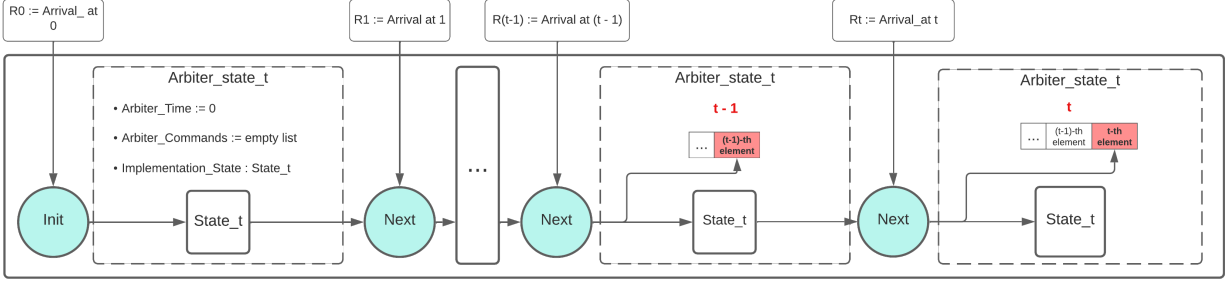 R0 := Arrival_ at
0
R1 := Arrival at 1
R(t-1) := Arrival at (t - 1)
Rt := Arrival_at t
Arbiter_state_t
• Arbiter_Time := 0
• Arbiter_Commands := empty list
• Implementation_State : State_t
Init
State_t
Next
...
Next
Arbiter_state_t
t - 1
...
(t-1)-th
element
State_t
Next
Arbiter_state_t
t
...
(t-1)-th
element
t-th
element
State_t